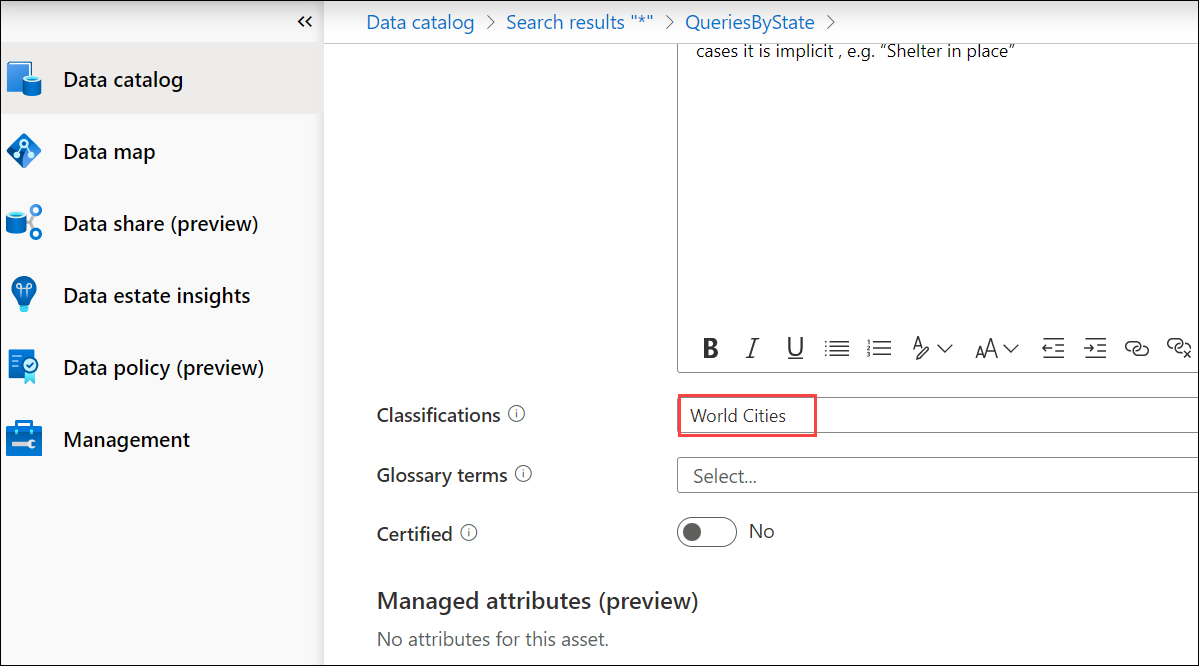 «
Data catalog > Search results "*" > QueriesByState >
Data catalog
Data map
Data share (preview)
Data estate insights
Data policy (preview)
Management
cases it is implicit , e.g. “Shelter in place”
B I U A AA
Classifications
World Cities
Glossary terms
Select...
Certified
No
Managed attributes (preview)
No attributes for this asset.